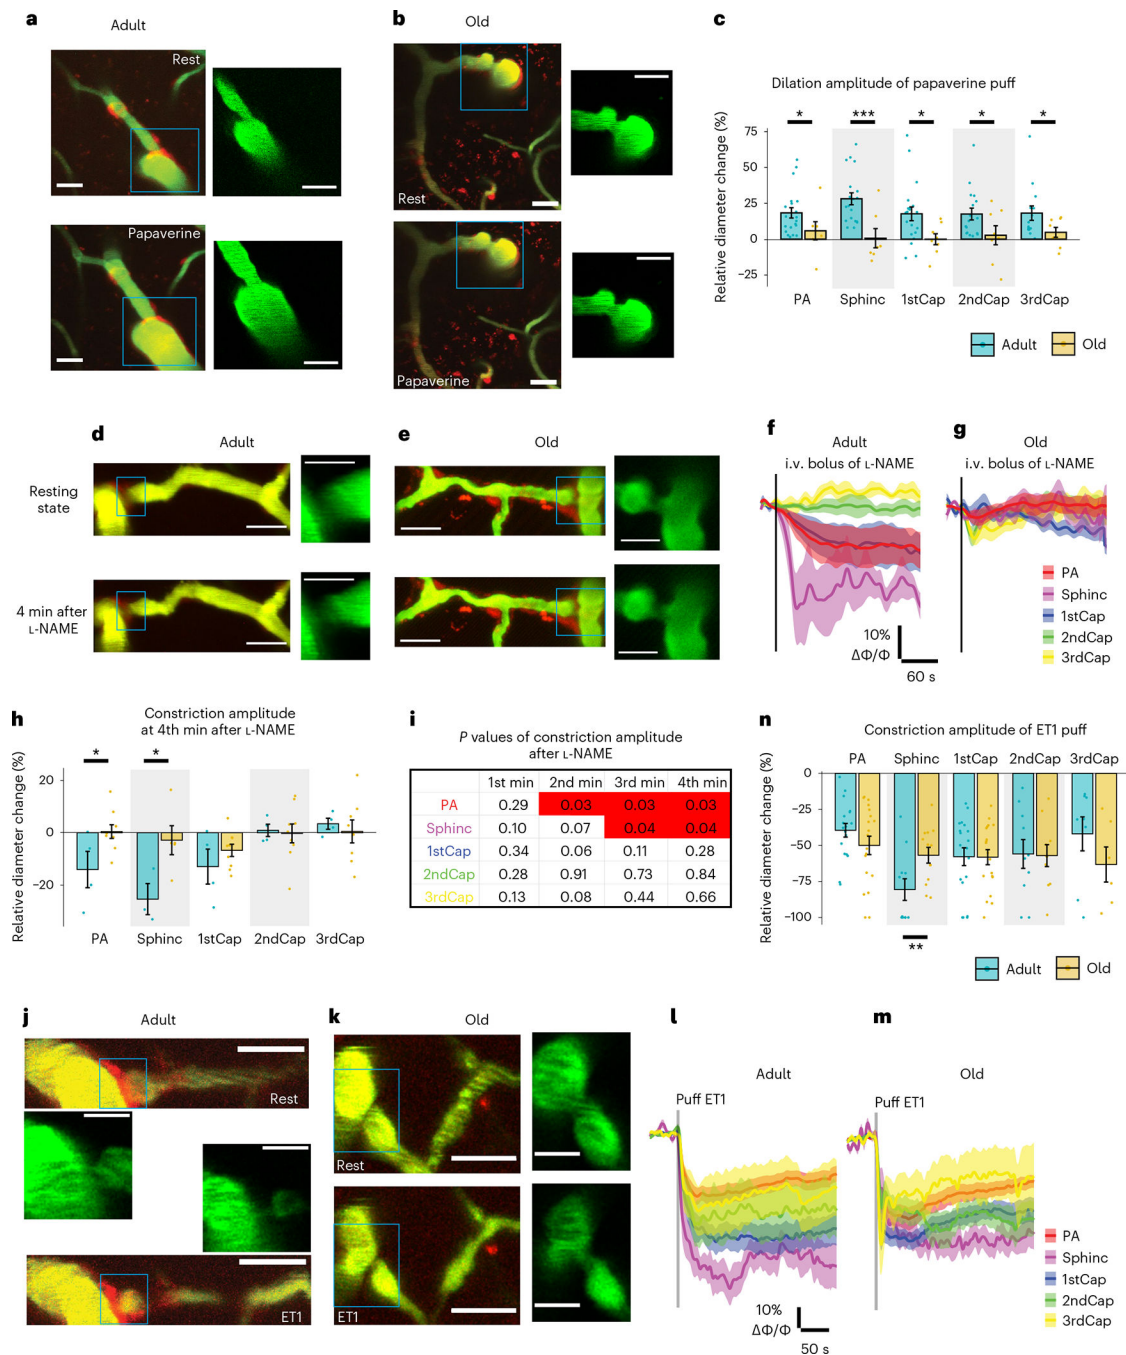 a
Adult
Rest
Papaverine
b
Old
Rest
Papaverine
c
Dilation amplitude of papaverine puff
Relative diameter change (%)
75
50
25
0
−25
* *** * * *
PA Sphinc 1stCap 2ndCap 3rdCap
Adult Old
d
Adult
e
Old
Resting
state
4 min after
L-NAME
f
Adult
i.v. bolus of L-NAME
g
Old
i.v. bolus of L-NAME
PA
Sphinc
1stCap
2ndCap
3rdCap
10%
ΔΦ/Φ
60 s
h
Constriction amplitude
at 4th min after L-NAME
Relative diameter change (%)
20
0
−20
* *
PA Sphinc 1stCap 2ndCap 3rdCap
i
P values of constriction amplitude
after L-NAME
1st min 2nd min 3rd min 4th min
PA 0.29 0.03 0.03 0.03
Sphinc 0.10 0.07 0.04 0.04
1stCap 0.34 0.06 0.11 0.28
2ndCap 0.28 0.91 0.73 0.84
3rdCap 0.13 0.08 0.44 0.66
n
Constriction amplitude of ET1 puff
PA Sphinc 1stCap 2ndCap 3rdCap
Relative diameter change (%)
0
−25
−50
−75
−100
**
Adult Old
j
Adult
Rest
ET1
k
Old
Rest
ET1
l
Adult
Puff ET1
m
Old
Puff ET1
PA
Sphinc
1stCap
2ndCap
3rdCap
10%
ΔΦ/Φ
50 s